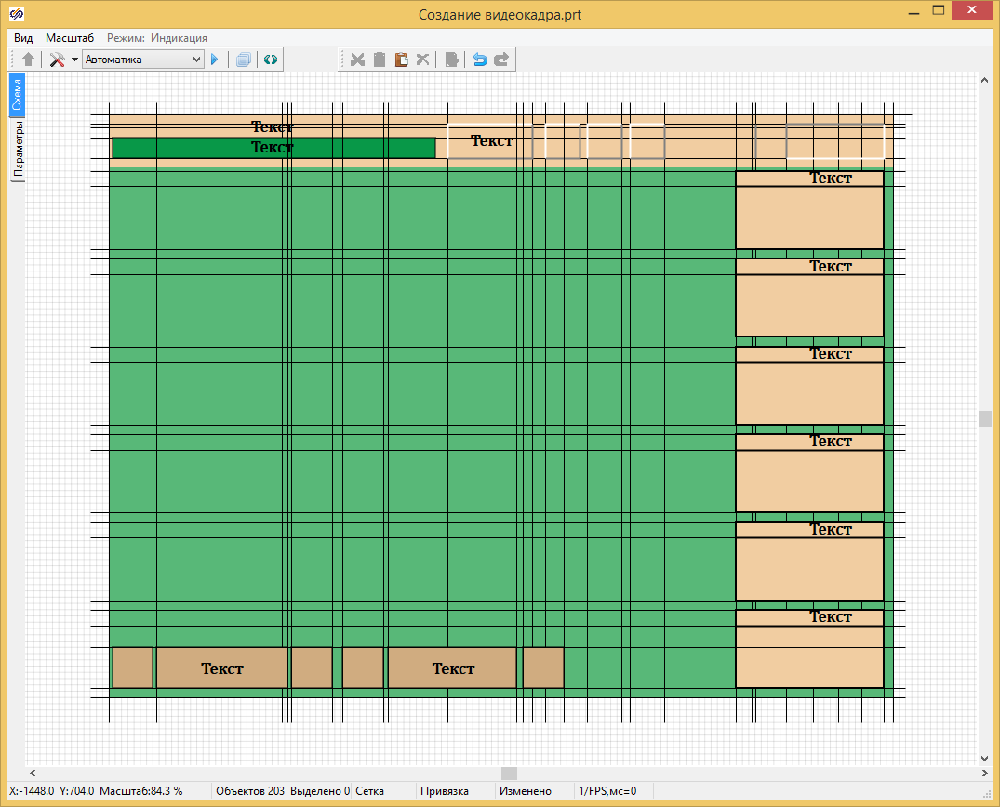 Создание видеокадра.prt
Вид Масштаб Режим: Индикация
Автоматика
Схема
Параметры
Текст
Текст
Текст
Текст
Текст
Текст
Текст
Текст
Текст
Текст
Текст
X:-1448.0 Y:704.0 Масштаб:84.3 % Объектов 203 Выделено 0 Сетка Привязка Изменено 1/FPS,мс=0